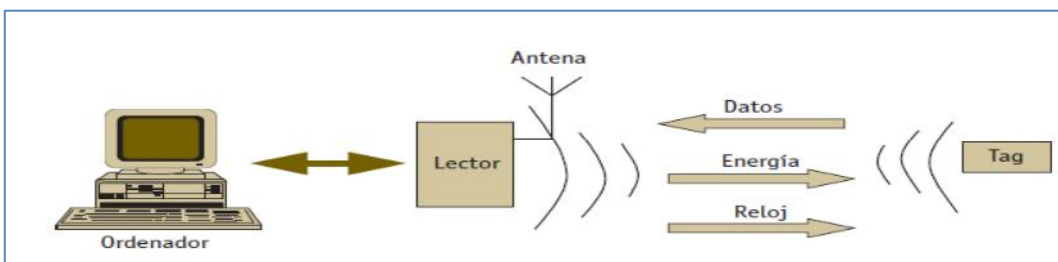 Antena
Datos
Lector
Energía
Tag
Reloj
Ordenador